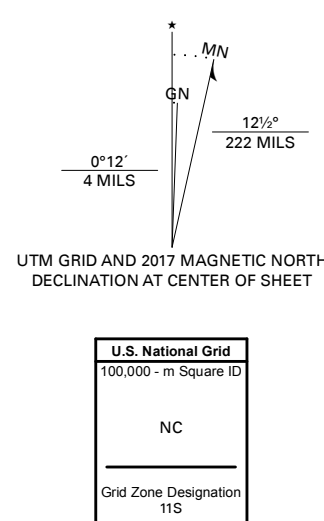 ★
MN
GN
0°12´
4 MILS
12½°
222 MILS
UTM GRID AND 2017 MAGNETIC NORTH
DECLINATION AT CENTER OF SHEET
U.S. National Grid
100,000 - m Square ID
NC
Grid Zone Designation
11S